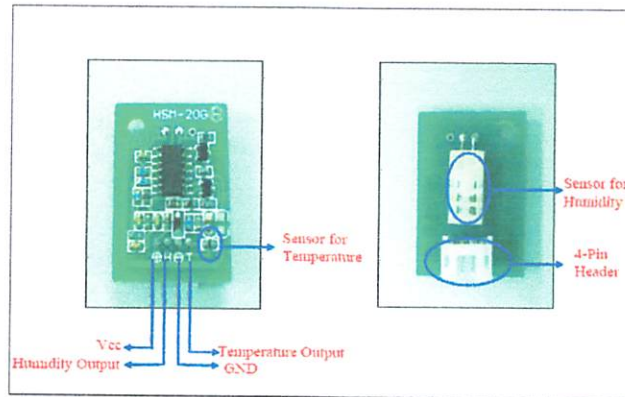 HSM-20G
H T
Sensor for
Temperature
Vcc
Humidity Output
Temperature Output
GND
Sensor for
Humidity
4-Pin
Header